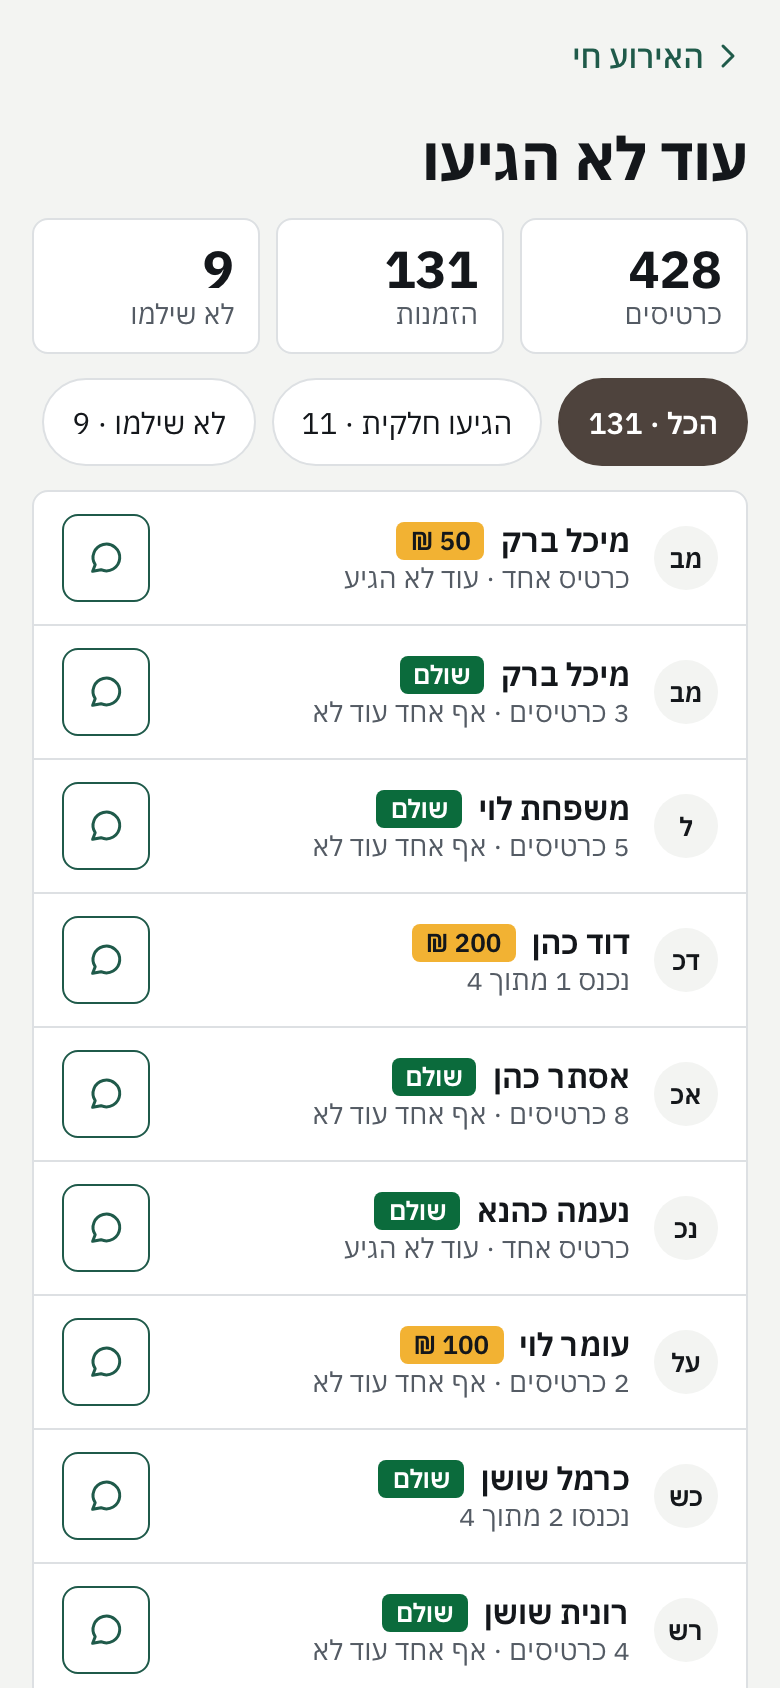 האירוע חי
עוד לא הגיעו
428
כרטיסים
131
הזמנות
9
לא שילמו
הכל · 131
הגיעו חלקית · 11
לא שילמו · 9
מב
מיכל ברק
50 ₪
כרטיס אחד · עוד לא הגיע
מב
מיכל ברק
שולם
3 כרטיסים · אף אחד עוד לא
ל
משפחת לוי
שולם
5 כרטיסים · אף אחד עוד לא
דכ
דוד כהן
200 ₪
נכנס 1 מתוך 4
אכ
אסתר כהן
שולם
8 כרטיסים · אף אחד עוד לא
נכ
נעמה כהנא
שולם
כרטיס אחד · עוד לא הגיע
על
עומר לוי
100 ₪
2 כרטיסים · אף אחד עוד לא
כש
כרמל שושן
שולם
נכנסו 2 מתוך 4
רש
רונית שושן
שולם
4 כרטיסים · אף אחד עוד לא